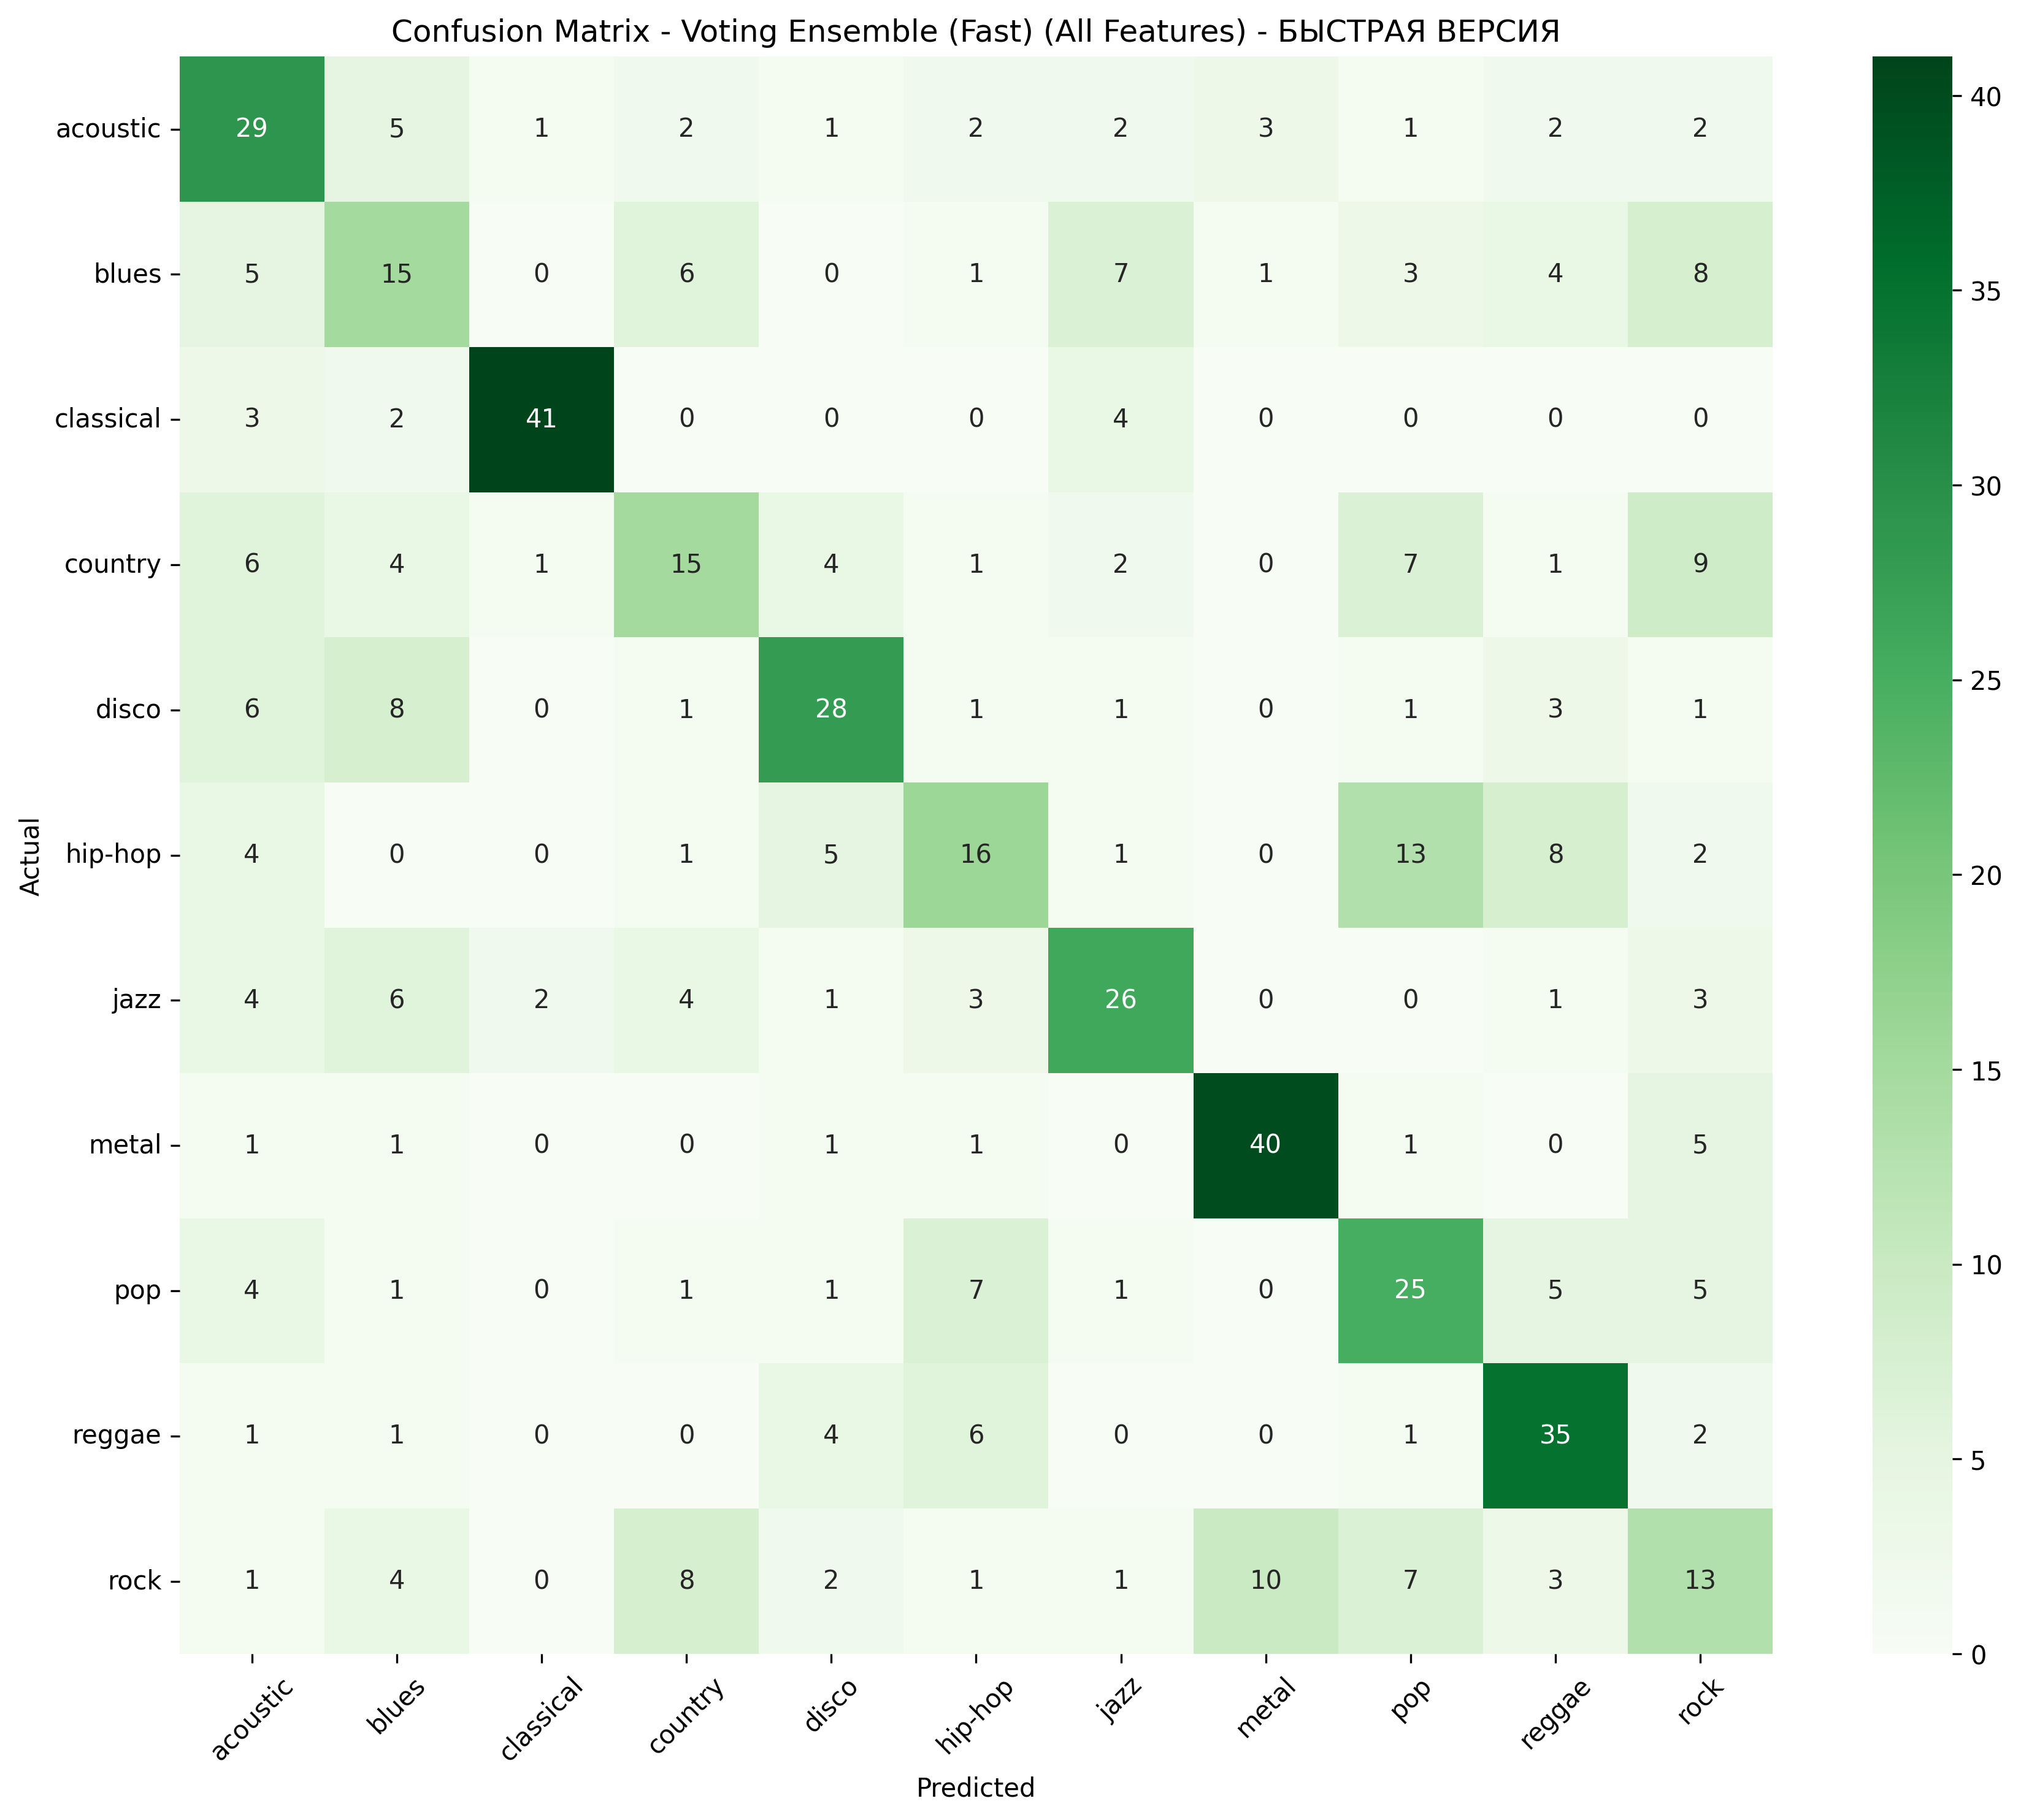 Confusion Matrix - Voting Ensemble (Fast) (All Features) - БЫСТРАЯ ВЕРСИЯ
Actual
acoustic 29 5 1 2 1 2 2 3 1 2 2
blues 5 15 0 6 0 1 7 1 3 4 8
classical 3 2 41 0 0 0 4 0 0 0 0
country 6 4 1 15 4 1 2 0 7 1 9
disco 6 8 0 1 28 1 1 0 1 3 1
hip-hop 4 0 0 1 5 16 1 0 13 8 2
jazz 4 6 2 4 1 3 26 0 0 1 3
metal 1 1 0 0 1 1 0 40 1 0 5
pop 4 1 0 1 1 7 1 0 25 5 5
reggae 1 1 0 0 4 6 0 0 1 35 2
rock 1 4 0 8 2 1 1 10 7 3 13
acoustic blues classical country disco hip-hop jazz metal pop reggae rock
Predicted
40
35
30
25
20
15
10
5
0